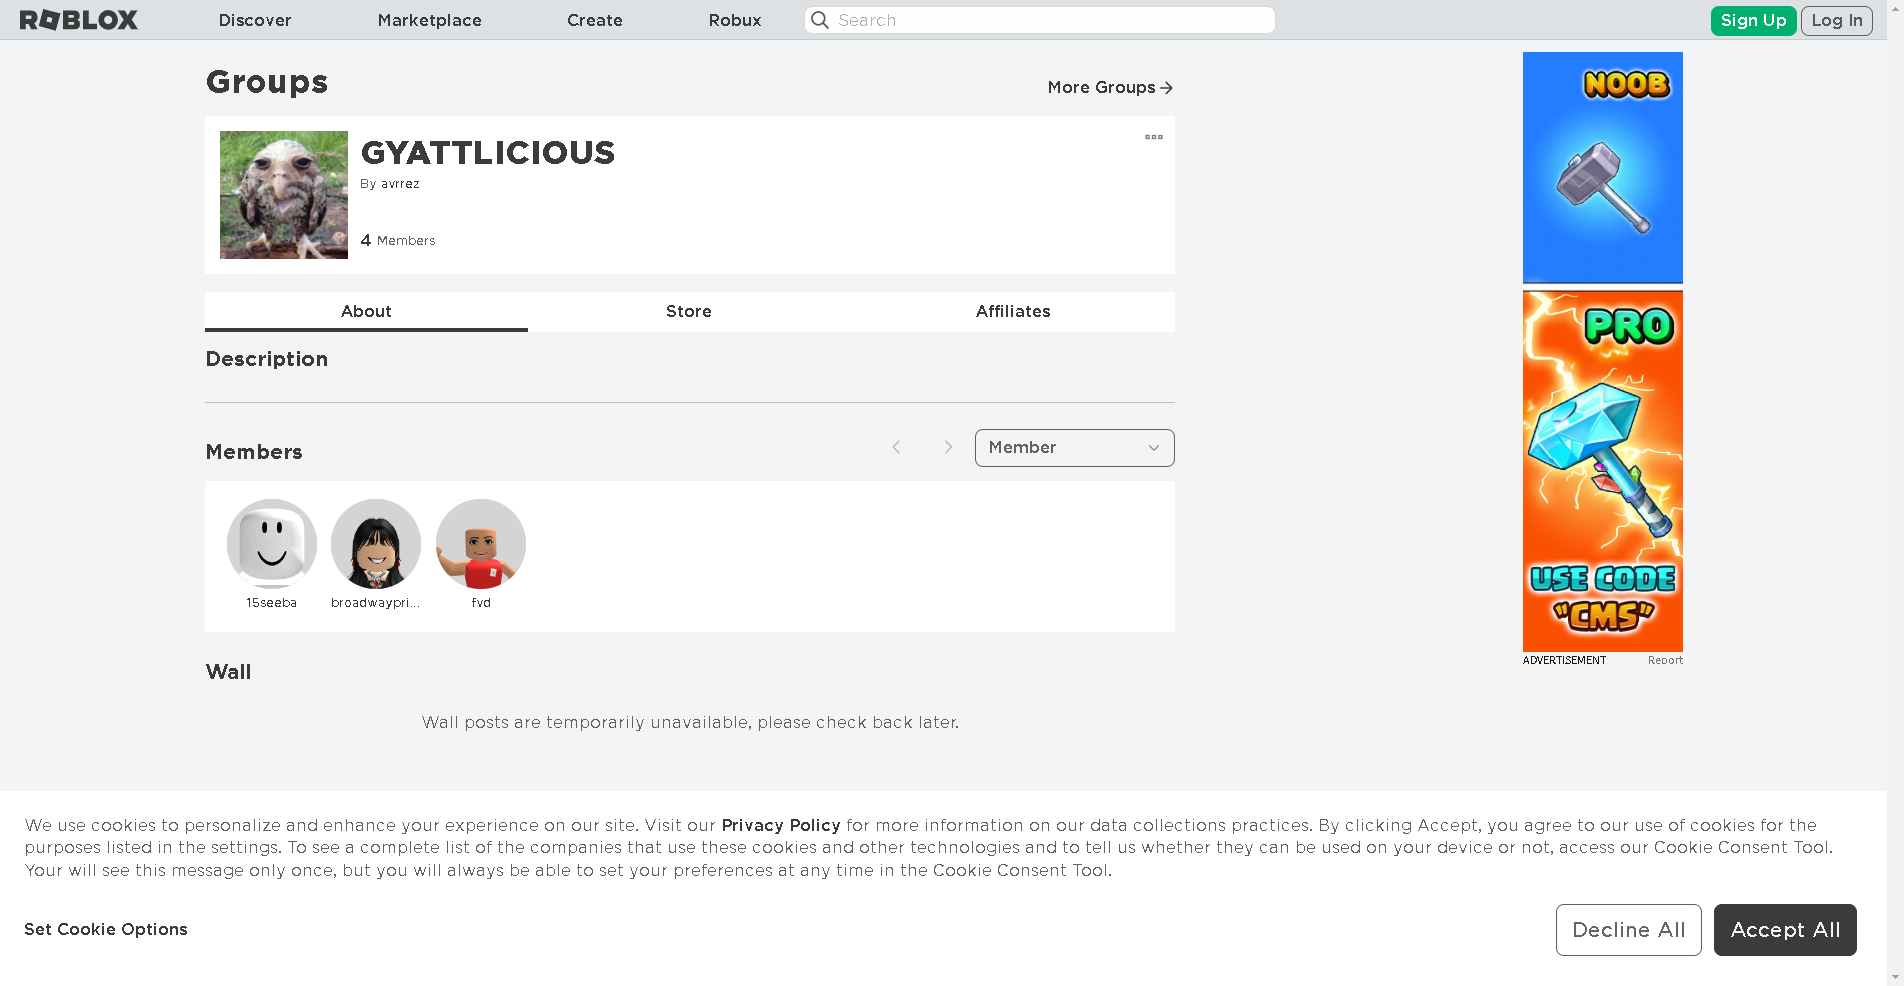 ROBLOX
Discover
Marketplace
Create
Robux
Search
Sign Up
Log In
Groups
More Groups
GYATTLICIOUS
By avrrez
4 Members
About
Store
Affiliates
Description
Members
Member
15seeba
broadwaypri...
fvd
Wall
Wall posts are temporarily unavailable, please check back later.
NOOB
PRO
USE CODE
"CMS"
ADVERTISEMENT
Report
We use cookies to personalize and enhance your experience on our site. Visit our Privacy Policy for more information on our data collections practices. By clicking Accept, you agree to our use of cookies for the
purposes listed in the settings. To see a complete list of the companies that use these cookies and other technologies and to tell us whether they can be used on your device or not, access our Cookie Consent Tool.
Your will see this message only once, but you will always be able to set your preferences at any time in the Cookie Consent Tool.
Set Cookie Options
Decline All
Accept All